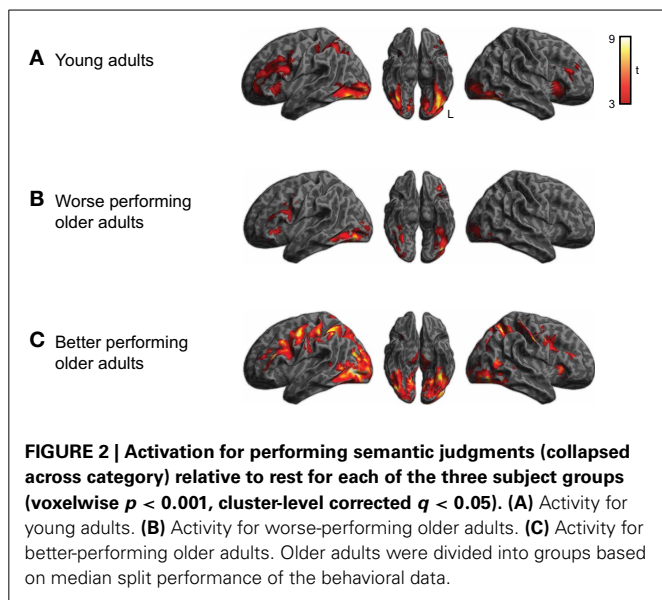 A Young adults
9
t
3
L
B Worse performing
older adults
C Better performing
older adults
FIGURE 2 | Activation for performing semantic judgments (collapsed
across category) relative to rest for each of the three subject groups
(voxelwise p < 0.001, cluster-level corrected q < 0.05). (A) Activity for
young adults. (B) Activity for worse-performing older adults. (C) Activity for
better-performing older adults. Older adults were divided into groups based
on median split performance of the behavioral data.